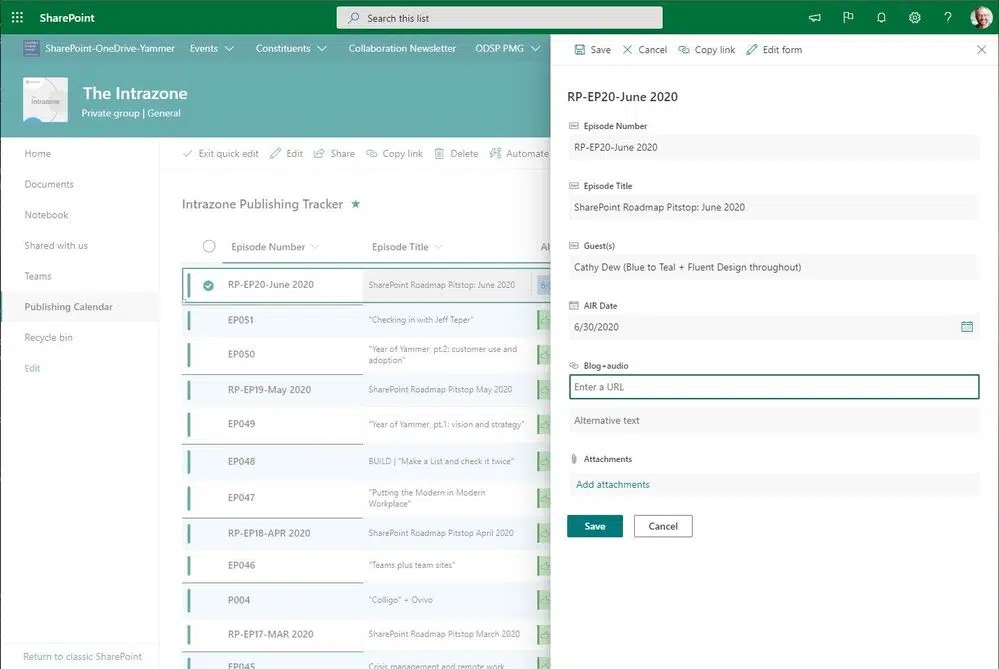 SharePoint
Search this list
?
SharePoint-OneDrive-Yammer
Events
Constituents
Collaboration Newsletter
ODSP PMG
Intrazone
The Intrazone
Private group | General
Home
Documents
Notebook
Shared with us
Teams
Publishing Calendar
Recycle bin
Edit
Return to classic SharePoint
Exit quick edit
Edit
Share
Copy link
Delete
Automate
Intrazone Publishing Tracker
Episode Number
Episode Title
RP-EP20-June 2020
SharePoint Roadmap Pitstop: June 2020
EP051
"Checking in with Jeff Teper"
EP050
"Year of Yammer, pt.2: customer use and
adoption"
RP-EP19-May 2020
SharePoint Roadmap Pitstop May 2020
EP049
"Year of Yammer, pt.1: vision and strategy"
EP048
BUILD | "Make a List and check it twice"
EP047
"Putting the Modern in Modern
Workplace"
RP-EP18-APR 2020
SharePoint Roadmap Pitstop April 2020
EP046
"Teams plus team sites"
P004
"Colligo" + Ovivo
RP-EP17-MAR 2020
SharePoint Roadmap Pitstop March 2020
EP045
Crisis management and remote work
Save
Cancel
Copy link
Edit form
RP-EP20-June 2020
Episode Number
RP-EP20-June 2020
Episode Title
SharePoint Roadmap Pitstop: June 2020
Guest(s)
Cathy Dew (Blue to Teal + Fluent Design throughout)
AIR Date
6/30/2020
Blog+audio
Enter a URL
Alternative text
Attachments
Add attachments
Save
Cancel